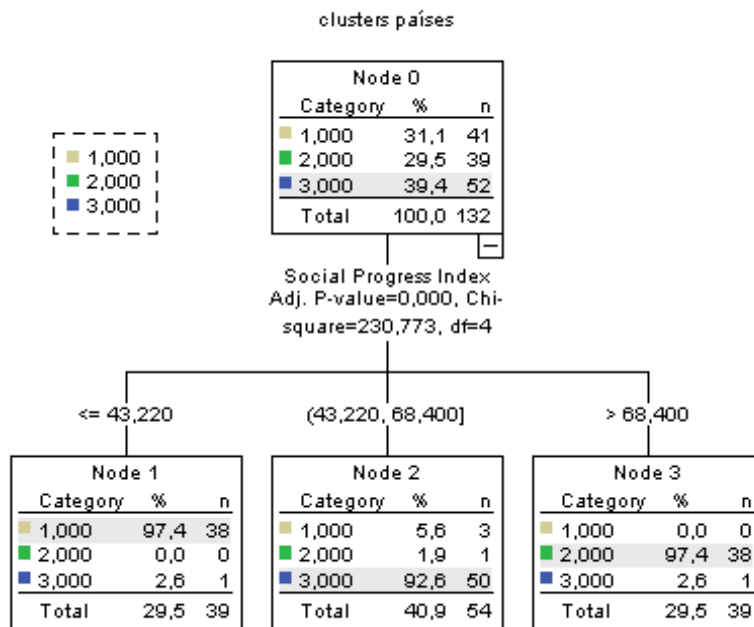 clusters países
Node 0
Category % n
1,000 31,1 41
2,000 29,5 39
3,000 39,4 52
Total 100,0 132
1,000
2,000
3,000
Social Progress Index
Adj. P-value=0,000, Chi-
square=230,773, df=4
<= 43,220
(43,220, 68,400]
> 68,400
Node 1
Category % n
1,000 97,4 38
2,000 0,0 0
3,000 2,6 1
Total 29,5 39
Node 2
Category % n
1,000 5,6 3
2,000 1,9 1
3,000 92,6 50
Total 40,9 54
Node 3
Category % n
1,000 0,0 0
2,000 97,4 38
3,000 2,6 1
Total 29,5 39